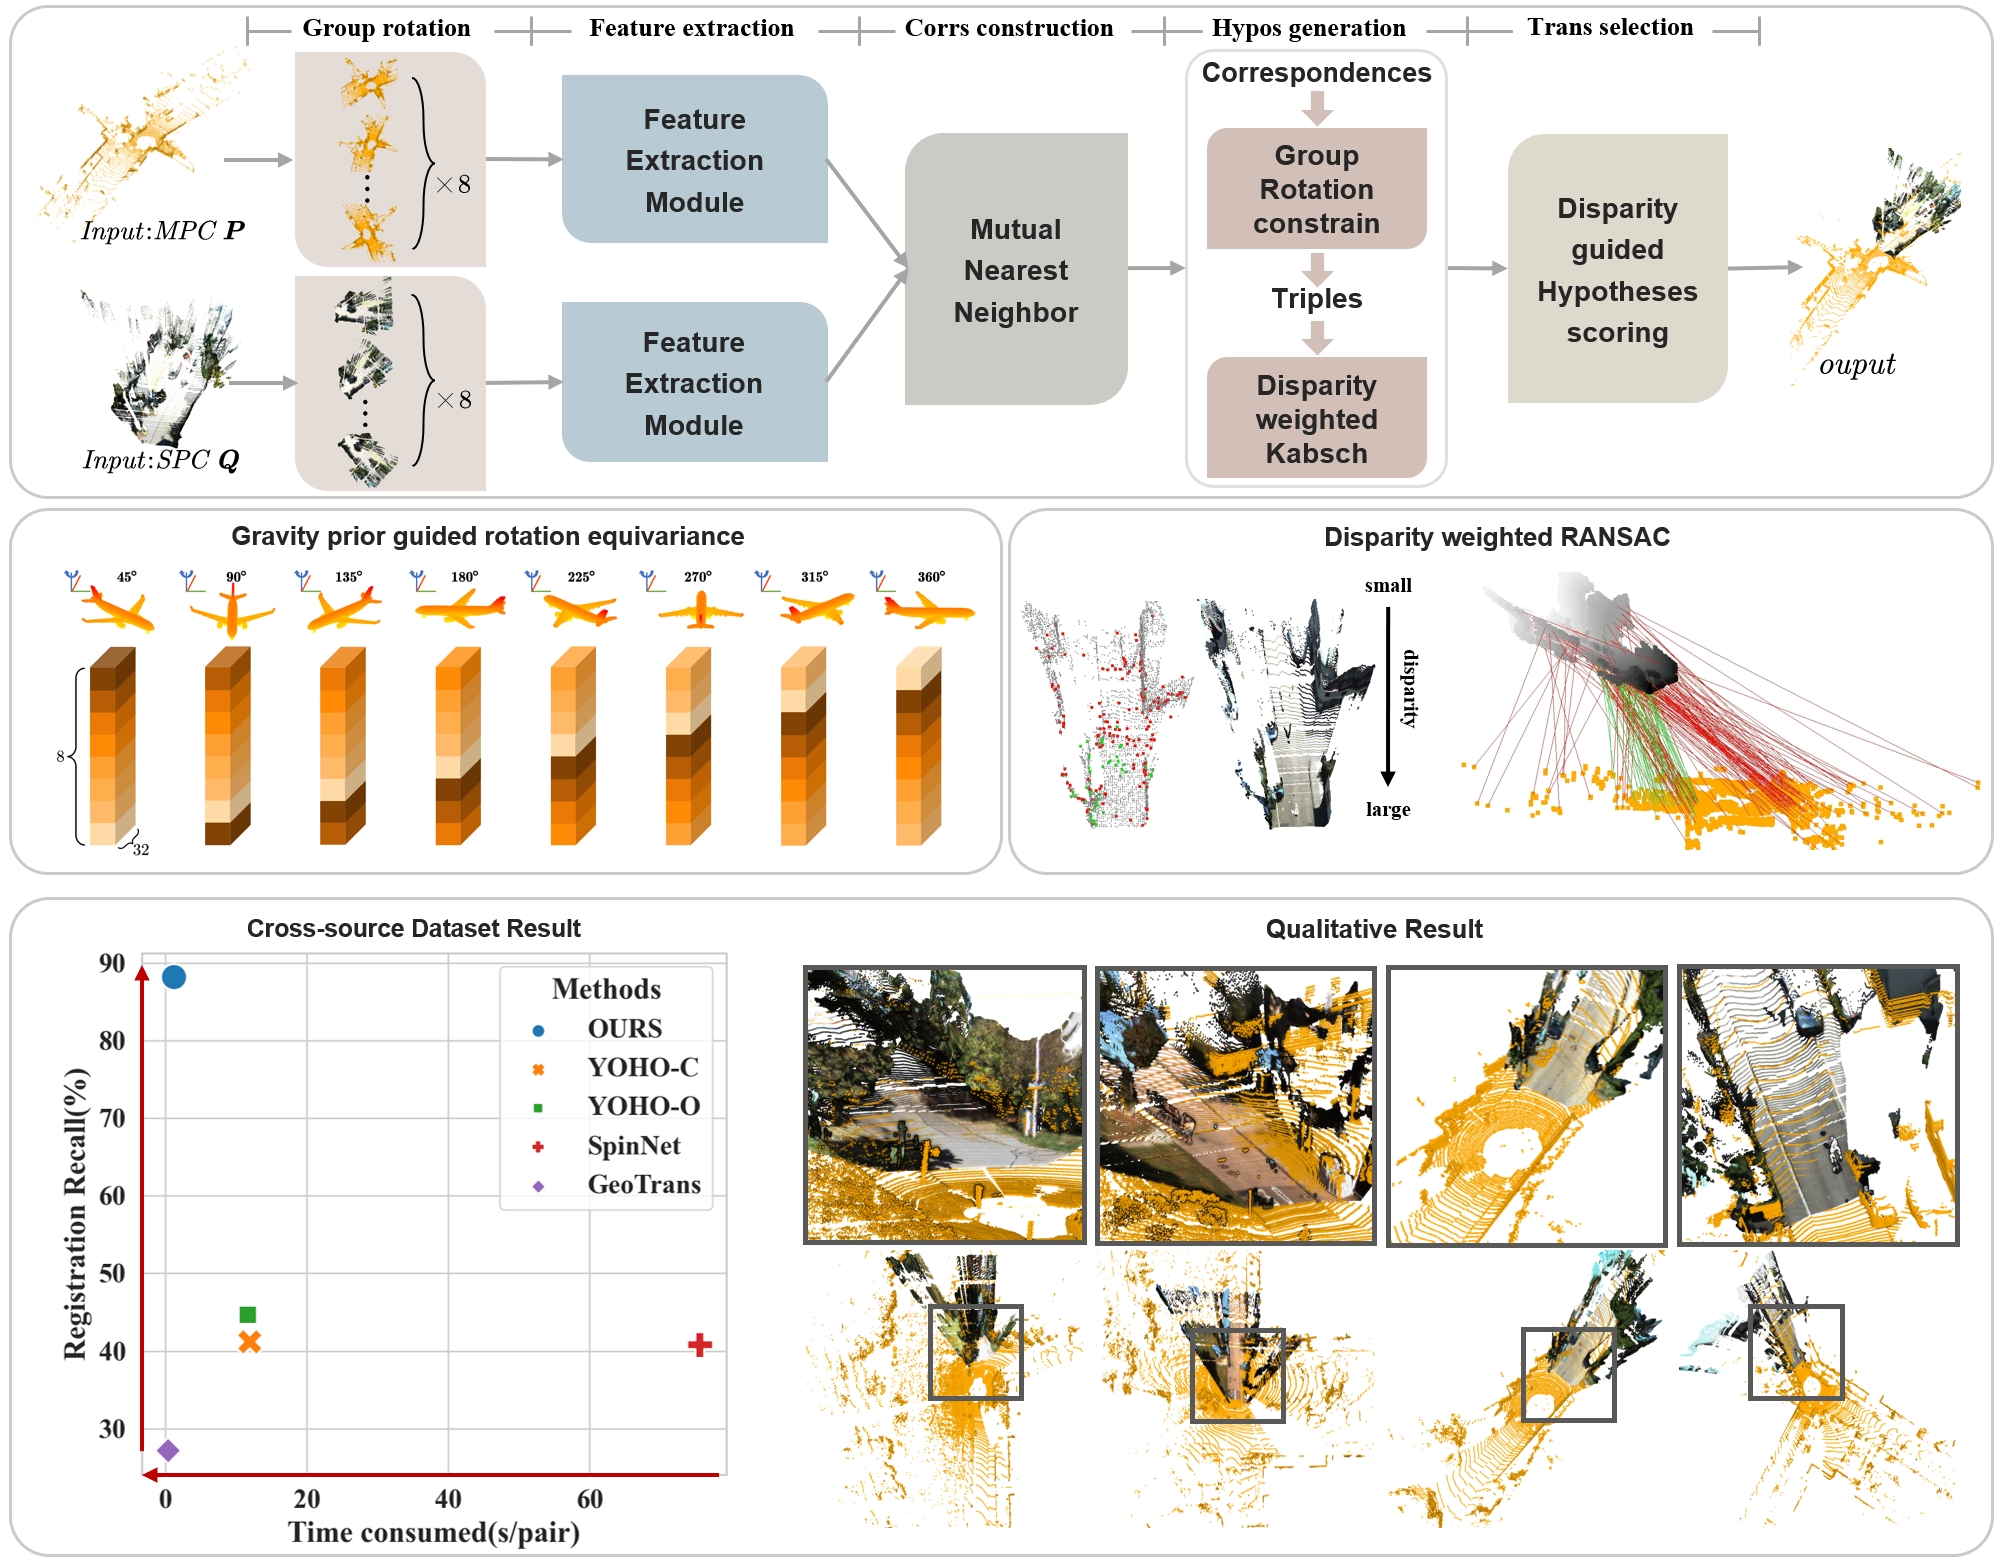 Group rotation
Feature extraction
Corrs construction
Hypos generation
Trans selection
Input:MPC P
×8
Feature
Extraction
Module
Input:SPC Q
×8
Feature
Extraction
Module
Mutual
Nearest
Neighbor
Correspondences
Group
Rotation
constrain
Triples
Disparity
weighted
Kabsch
Disparity
guided
Hypotheses
scoring
ouput
Gravity prior guided rotation equivariance
45°
90°
135°
180°
225°
270°
315°
360°
8
32
Disparity weighted RANSAC
small
disparity
large
Cross-source Dataset Result
90
80
70
60
50
40
30
Registration Recall(%)
Methods
OURS
YOHO-C
YOHO-O
SpinNet
GeoTrans
0
20
40
60
Time consumed(s/pair)
Qualitative Result